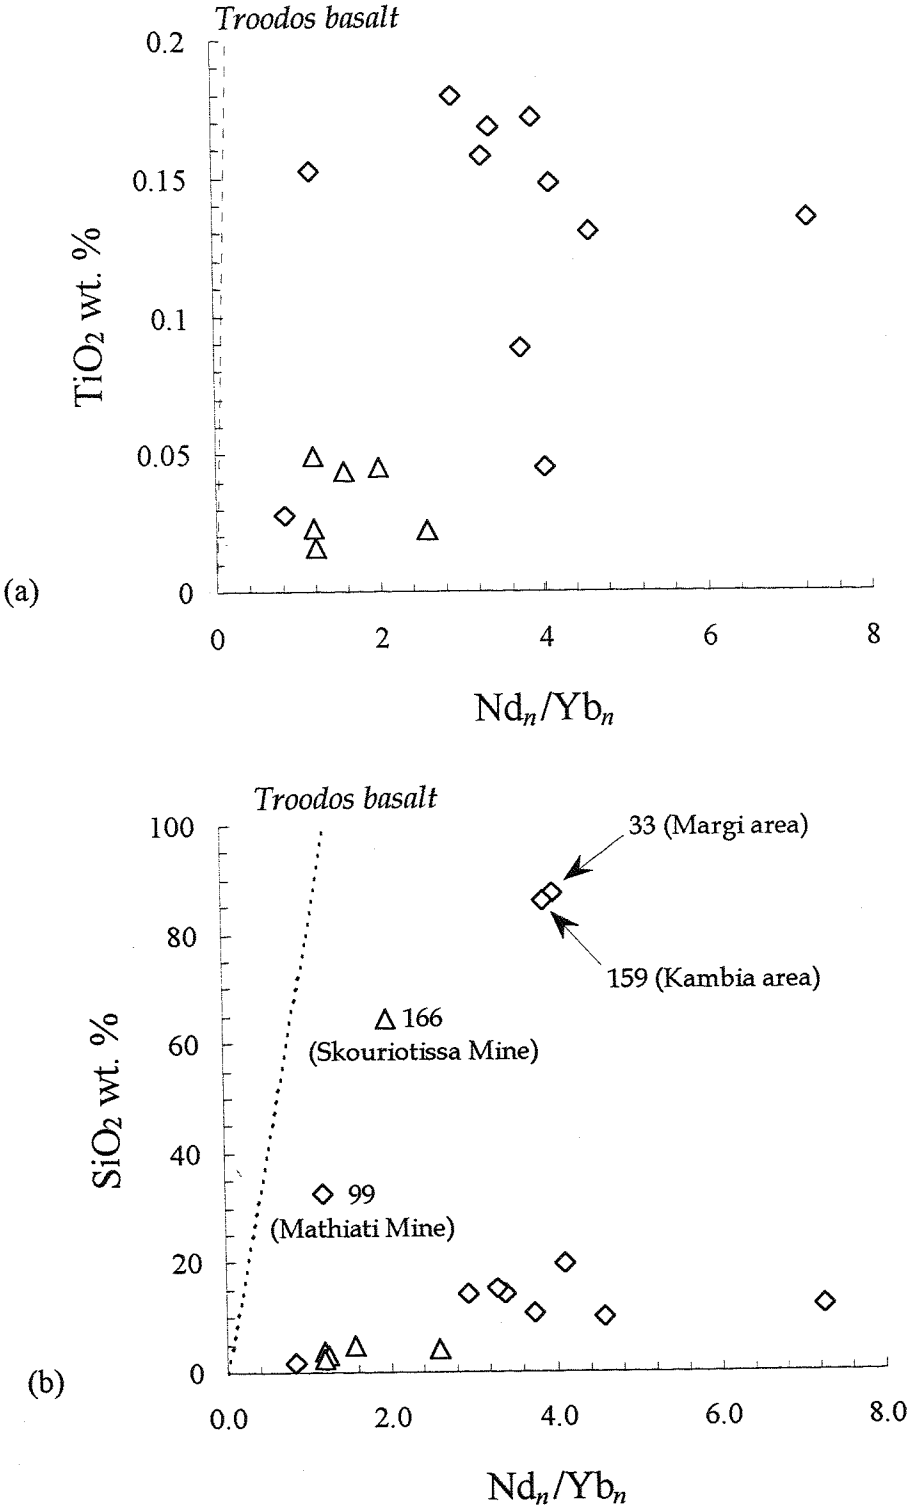 Troodos basalt
0.2
0.15
0.1
0.05
0
TiO2 wt. %
(a)
0 2 4 6 8
Ndn/Ybn
Troodos basalt
100
80
60
40
20
0
SiO2 wt. %
33 (Margi area)
159 (Kambia area)
166
(Skouriotissa Mine)
99
(Mathiati Mine)
(b)
0.0 2.0 4.0 6.0 8.0
Ndn/Ybn